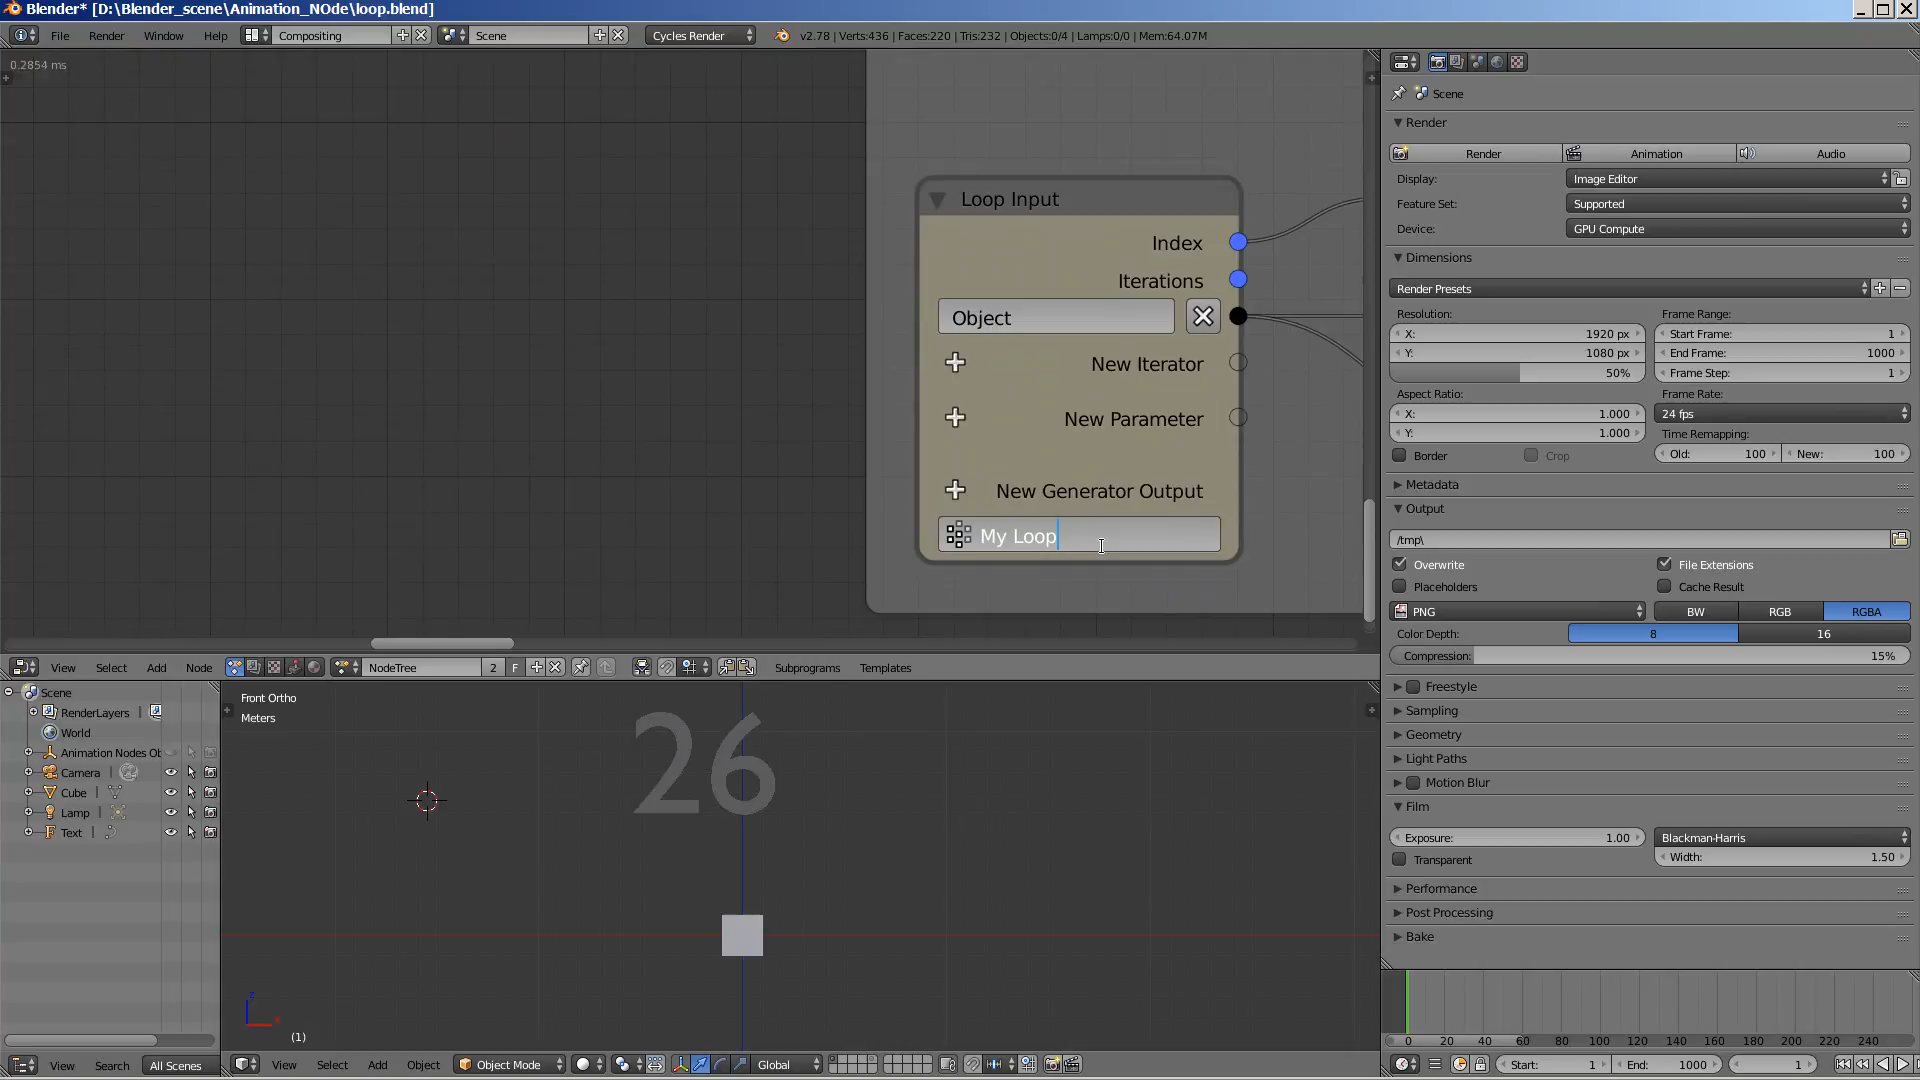 Blender* [D:\Blender_scene\Animation_NOde\loop.blend]
File Render Window Help Compositing Scene Cycles Render v2.78 | Verts:436 | Faces:220 | Tris:232 | Objects:0/4 | Lamps:0/0 | Mem:64.07M
0.2854 ms
Loop Input
Index
Iterations
Object
New Iterator
New Parameter
New Generator Output
My Loop
View Select Add Node NodeTree 2 F Subprograms Templates
Scene
RenderLayers |
World
Animation Nodes Ob
Camera |
Cube |
Lamp |
Text |
View Search All Scenes
Front Ortho
Meters
26
z
x
(1)
View Select Add Object Object Mode Global
Scene
Render
Render Animation Audio
Display: Image Editor
Feature Set: Supported
Device: GPU Compute
Dimensions
Render Presets
Resolution: Frame Range:
X: 1920 px Start Frame: 1
Y: 1080 px End Frame: 1000
50% Frame Step: 1
Aspect Ratio: Frame Rate:
X: 1.000 24 fps
Y: 1.000 Time Remapping:
Border Crop Old: 100 New: 100
Metadata
Output
/tmp\
Overwrite File Extensions
Placeholders Cache Result
PNG BW RGB RGBA
Color Depth: 8 16
Compression: 15%
Freestyle
Sampling
Geometry
Light Paths
Motion Blur
Film
Exposure: 1.00 Blackman-Harris
Transparent Width: 1.50
Performance
Post Processing
Bake
0 20 40 60 80 100 120 140 160 180 200 220 240
Start: 1 End: 1000 1